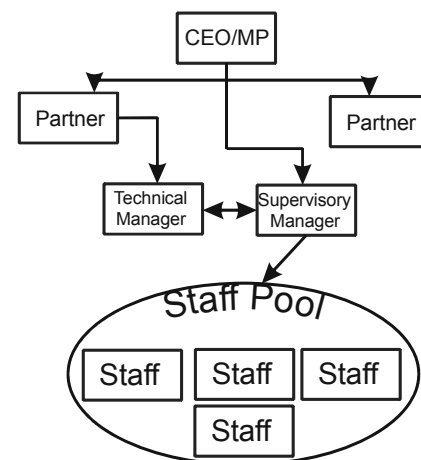 CEO/MP
Partner
Partner
Technical
Manager
Supervisory
Manager
Staff Pool
Staff
Staff
Staff
Staff